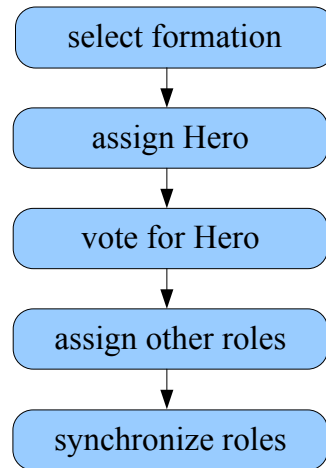 select formation
assign Hero
vote for Hero
assign other roles
synchronize roles